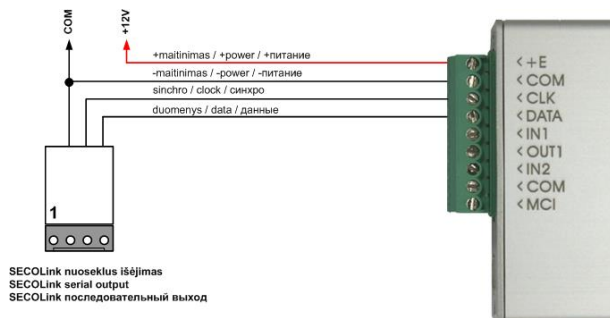 COM
+12V
+maitinimas / +power / +питание
-maitinimas / -power / -питание
sinchro / clock / синхро
duomenys / data / данные
<+E
<COM
<CLK
<DATA
<IN1
<OUT1
<IN2
<COM
<MCI
1
SECOLink nuoseklus išėjimas
SECOLink serial output
SECOLink последовательный выход